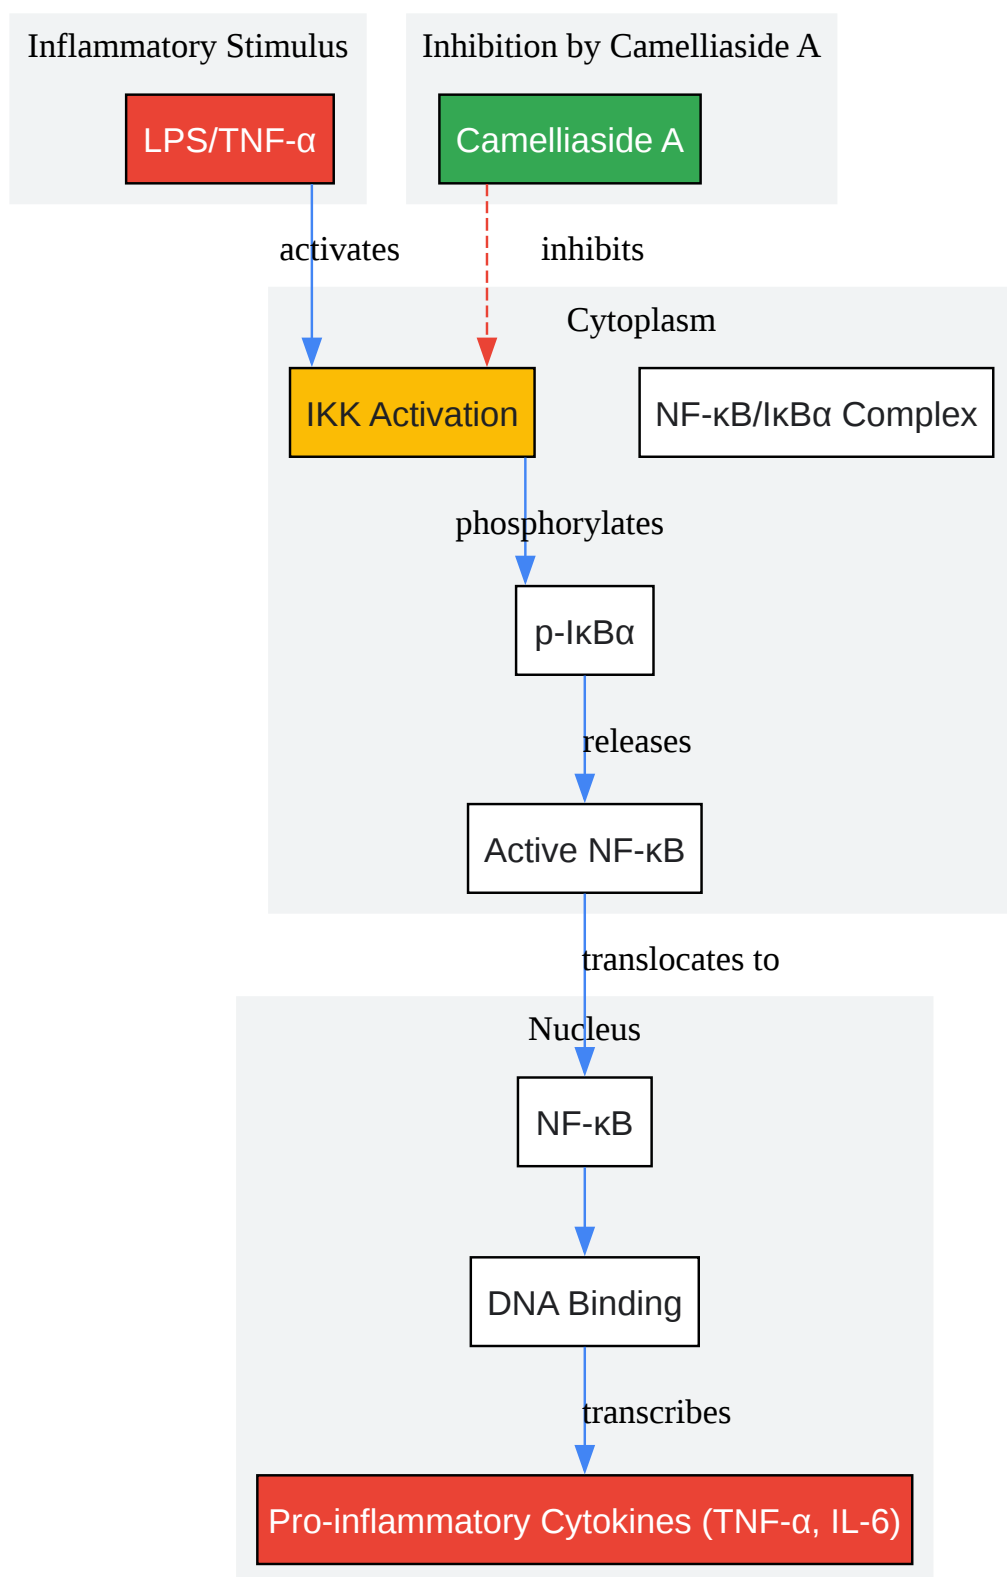 Inflammatory Stimulus
Inhibition by Camelliaside A
LPS/TNF-α
Camelliaside A
activates
inhibits
Cytoplasm
IKK Activation
NF-κB/IκBα Complex
phosphorylates
p-IκBα
releases
Active NF-κB
translocates to
Nucleus
NF-κB
DNA Binding
transcribes
Pro-inflammatory Cytokines (TNF-α, IL-6)